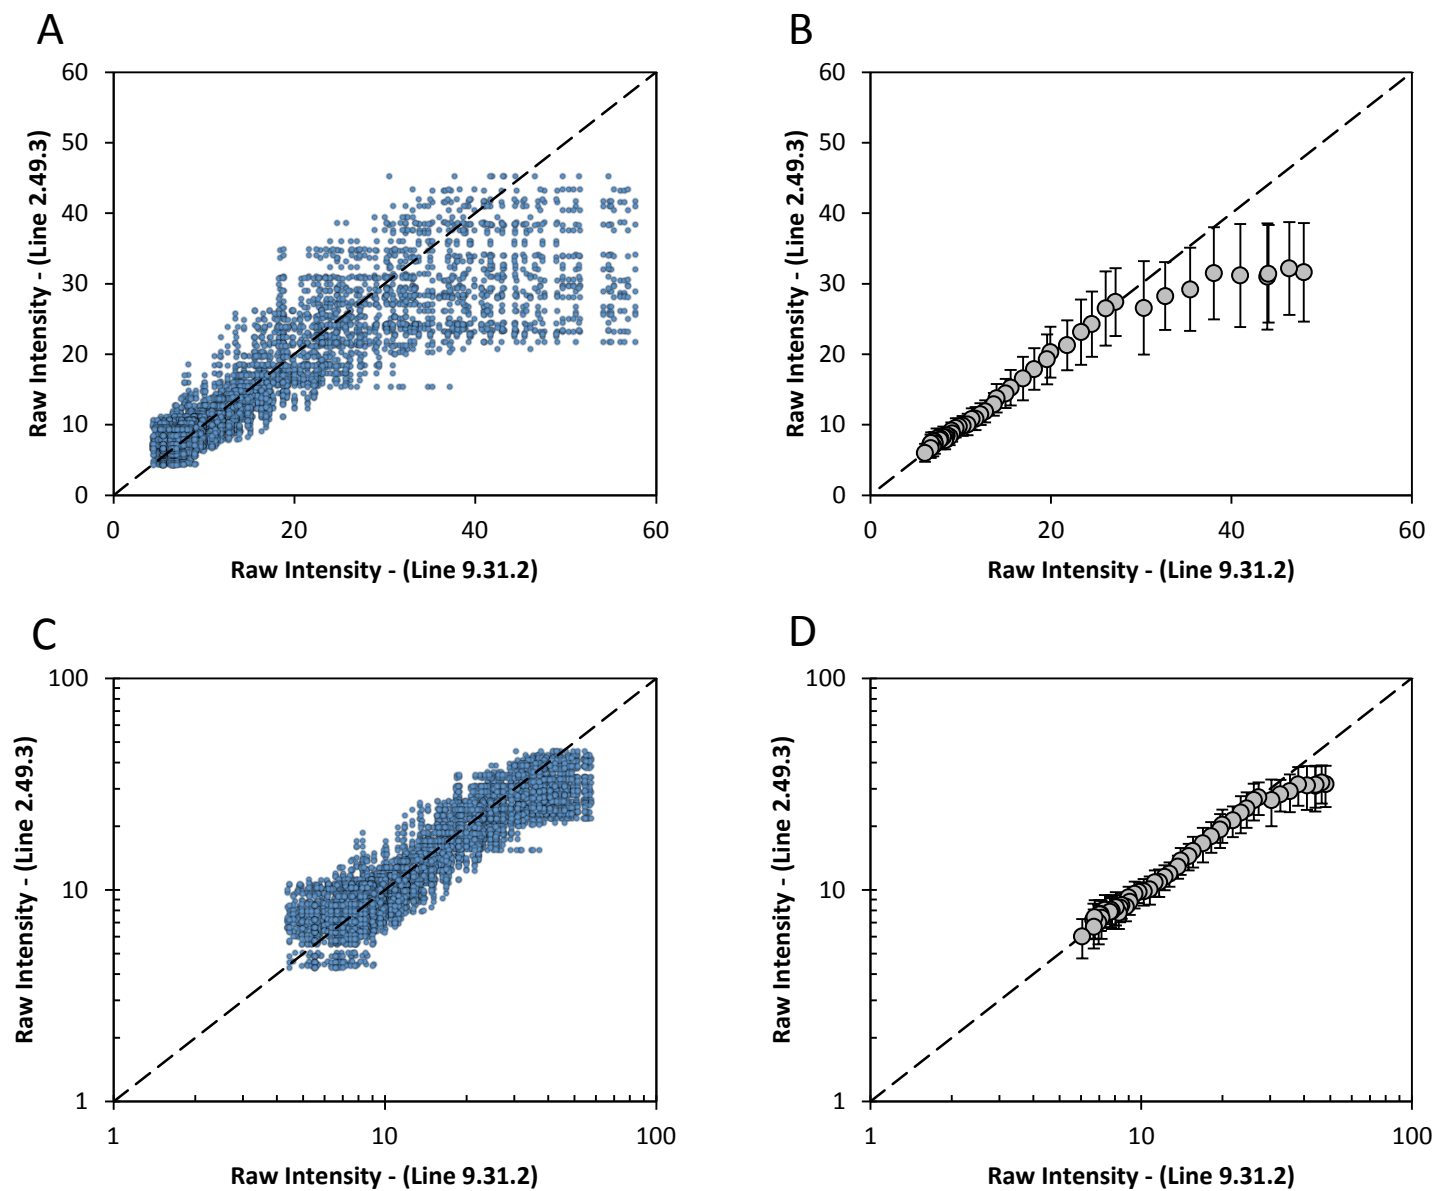 A
60
50
40
30
20
10
0
0 20 40 60
Raw Intensity - (Line 2.49.3)
Raw Intensity - (Line 9.31.2)
B
60
50
40
30
20
10
0
0 20 40 60
Raw Intensity - (Line 2.49.3)
Raw Intensity - (Line 9.31.2)
C
100
10
1
1 10 100
Raw Intensity - (Line 2.49.3)
Raw Intensity - (Line 9.31.2)
D
100
10
1
1 10 100
Raw Intensity - (Line 2.49.3)
Raw Intensity - (Line 9.31.2)